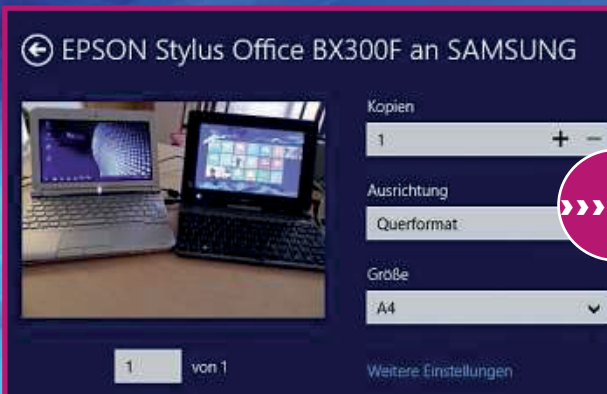 EPSON Stylus Office BX300F an SAMSUNG
Kopien
1
Ausrichtung
Querformat
Größe
A4
1 von 1
Weitere Einstellungen